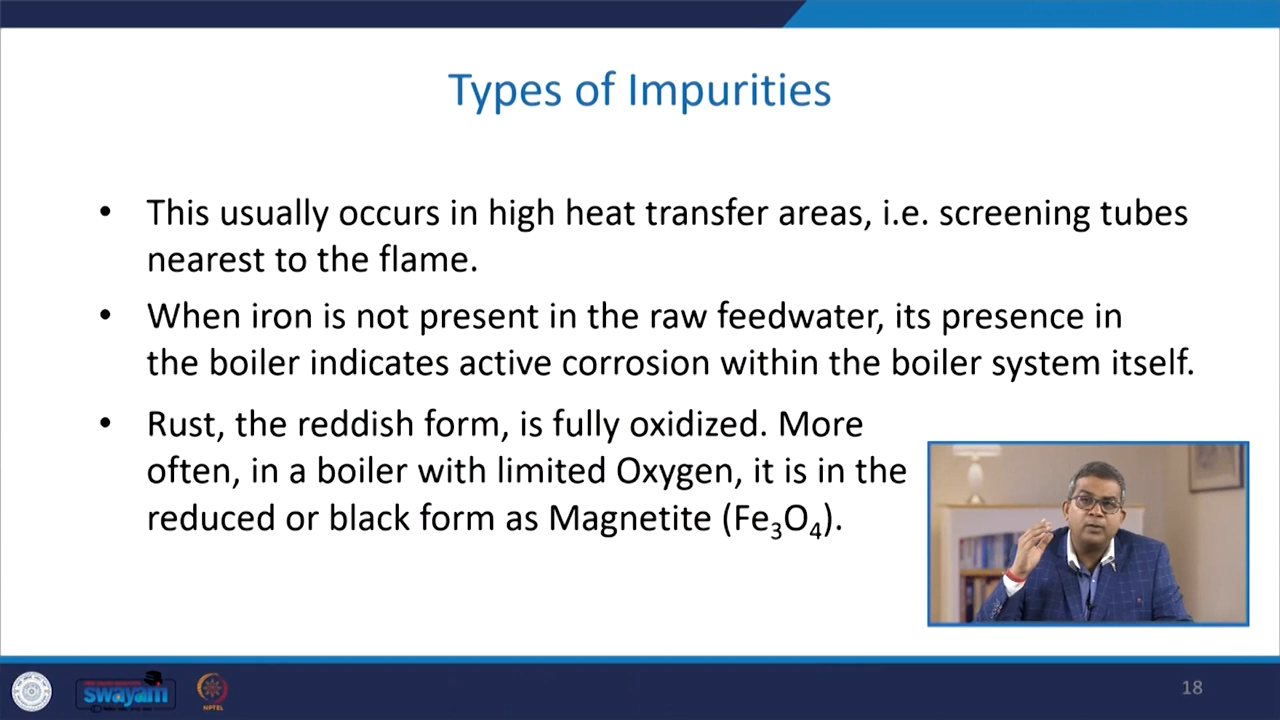 Types of Impurities
• This usually occurs in high heat transfer areas, i.e. screening tubes
nearest to the flame.
• When iron is not present in the raw feedwater, its presence in
the boiler indicates active corrosion within the boiler system itself.
• Rust, the reddish form, is fully oxidized. More
often, in a boiler with limited Oxygen, it is in the
reduced or black form as Magnetite (Fe₃O₄).
swayam
NPTEL
18